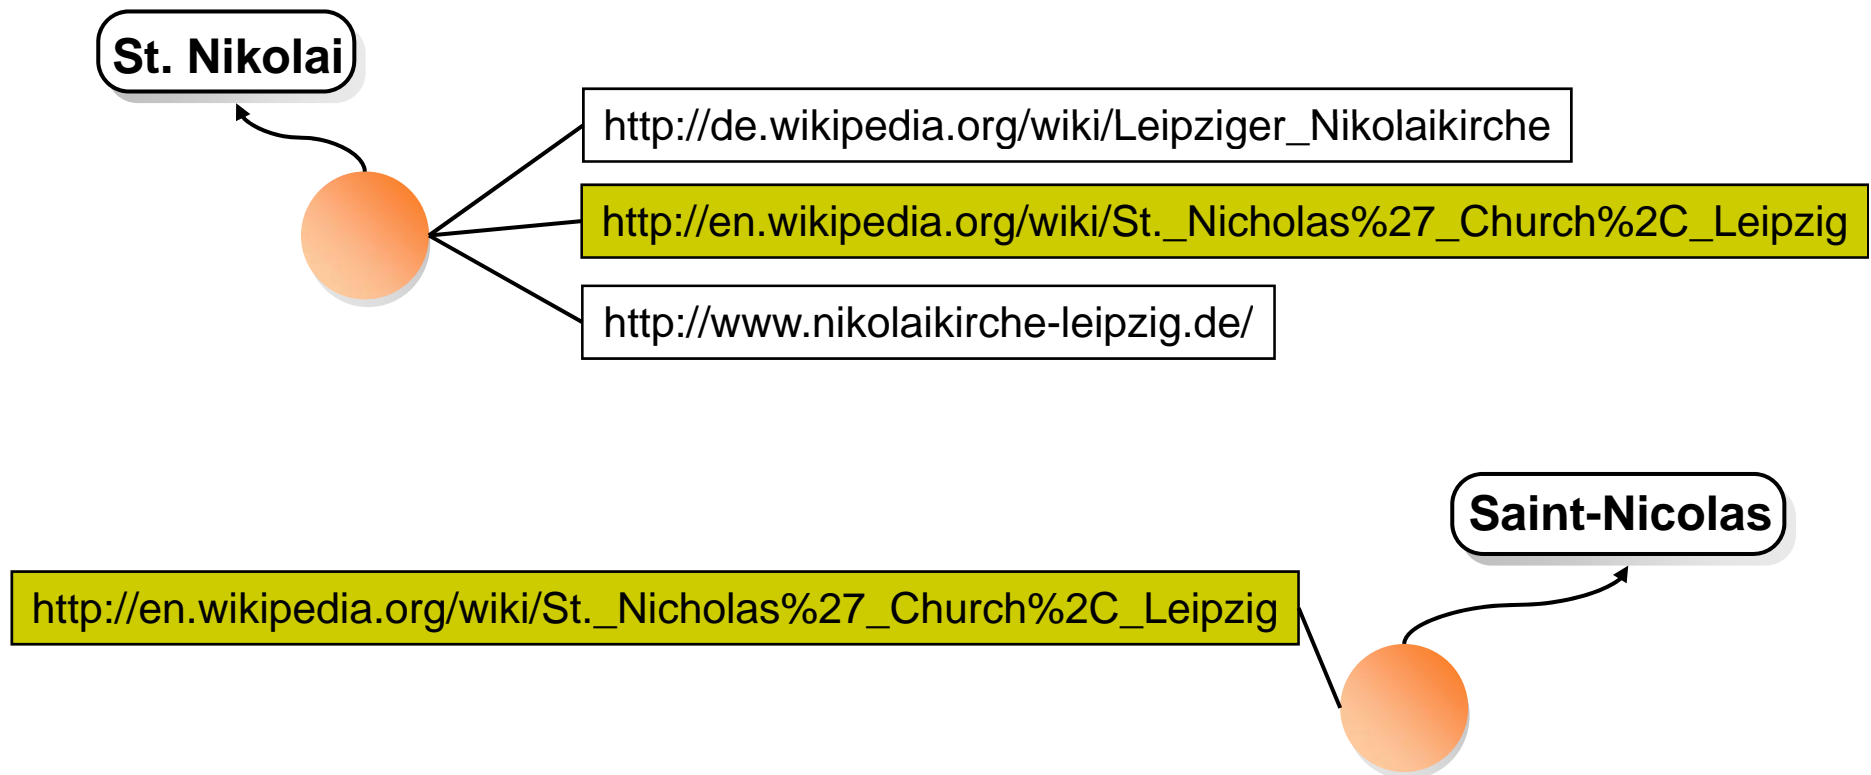 St. Nikolai
http://de.wikipedia.org/wiki/Leipziger_Nikolaikirche
http://en.wikipedia.org/wiki/St._Nicholas%27_Church%2C_Leipzig
http://www.nikolaikirche-leipzig.de/
Saint-Nicolas
http://en.wikipedia.org/wiki/St._Nicholas%27_Church%2C_Leipzig